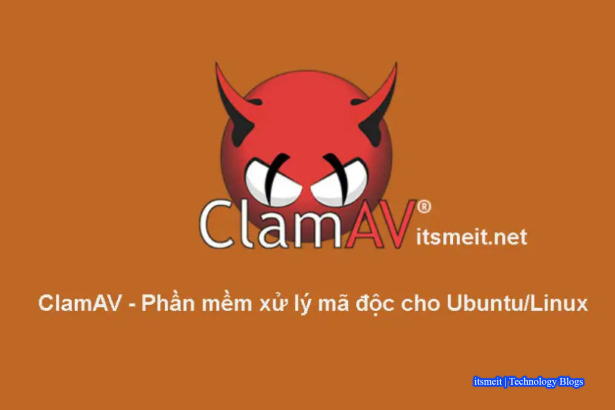 ClamAV®
itsmeit.net
ClamAV - Phần mềm xử lý mã độc cho Ubuntu/Linux
itsmeit | Technology Blogs